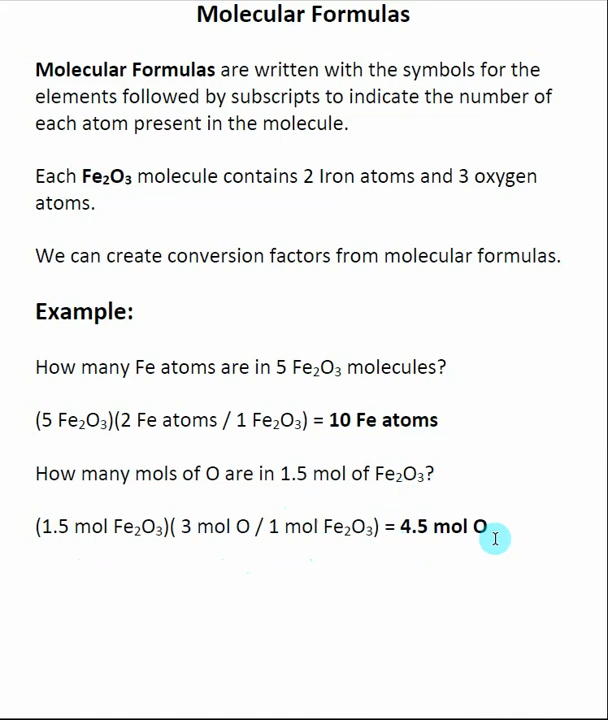 Molecular Formulas
Molecular Formulas are written with the symbols for the
elements followed by subscripts to indicate the number of
each atom present in the molecule.
Each Fe₂O₃ molecule contains 2 Iron atoms and 3 oxygen
atoms.
We can create conversion factors from molecular formulas.
Example:
How many Fe atoms are in 5 Fe₂O₃ molecules?
(5 Fe₂O₃)(2 Fe atoms / 1 Fe₂O₃) = 10 Fe atoms
How many mols of O are in 1.5 mol of Fe₂O₃?
(1.5 mol Fe₂O₃)( 3 mol O / 1 mol Fe₂O₃) = 4.5 mol O